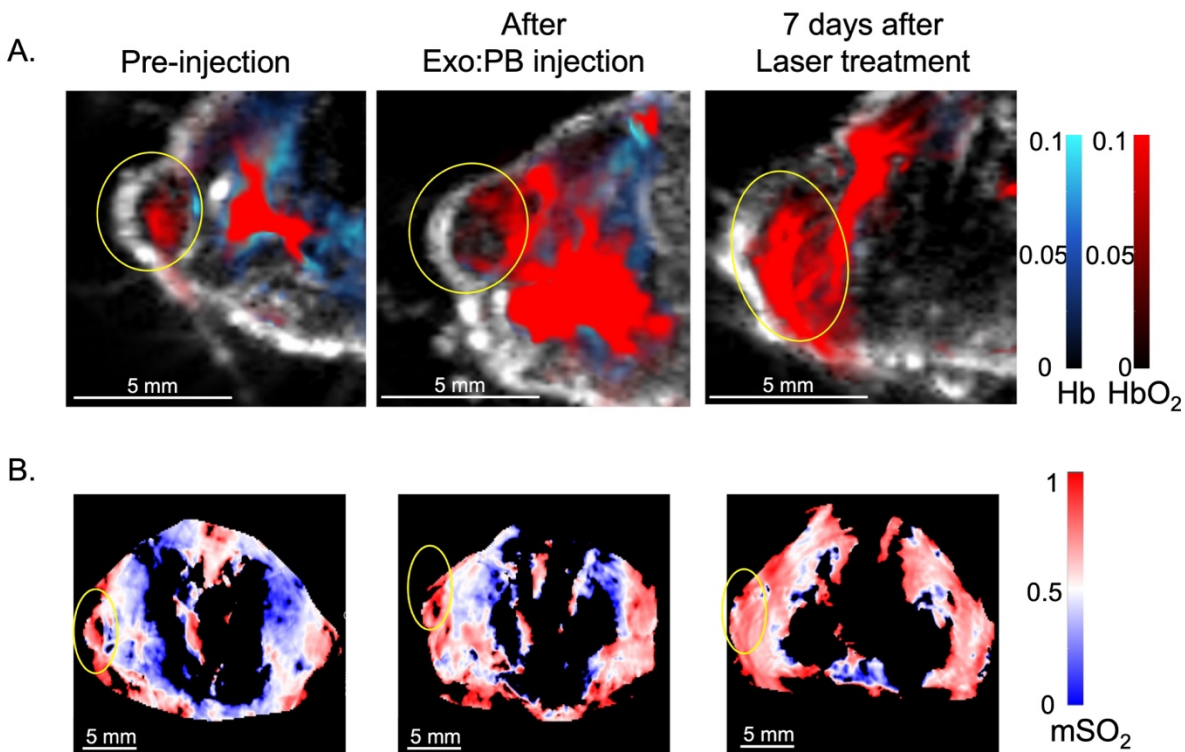 A.
Pre-injection
After
Exo:PB injection
7 days after
Laser treatment
5 mm
5 mm
5 mm
0.1
0.05
0
Hb
0.1
0.05
0
HbO₂
B.
5 mm
5 mm
5 mm
1
0.5
0
mSO₂